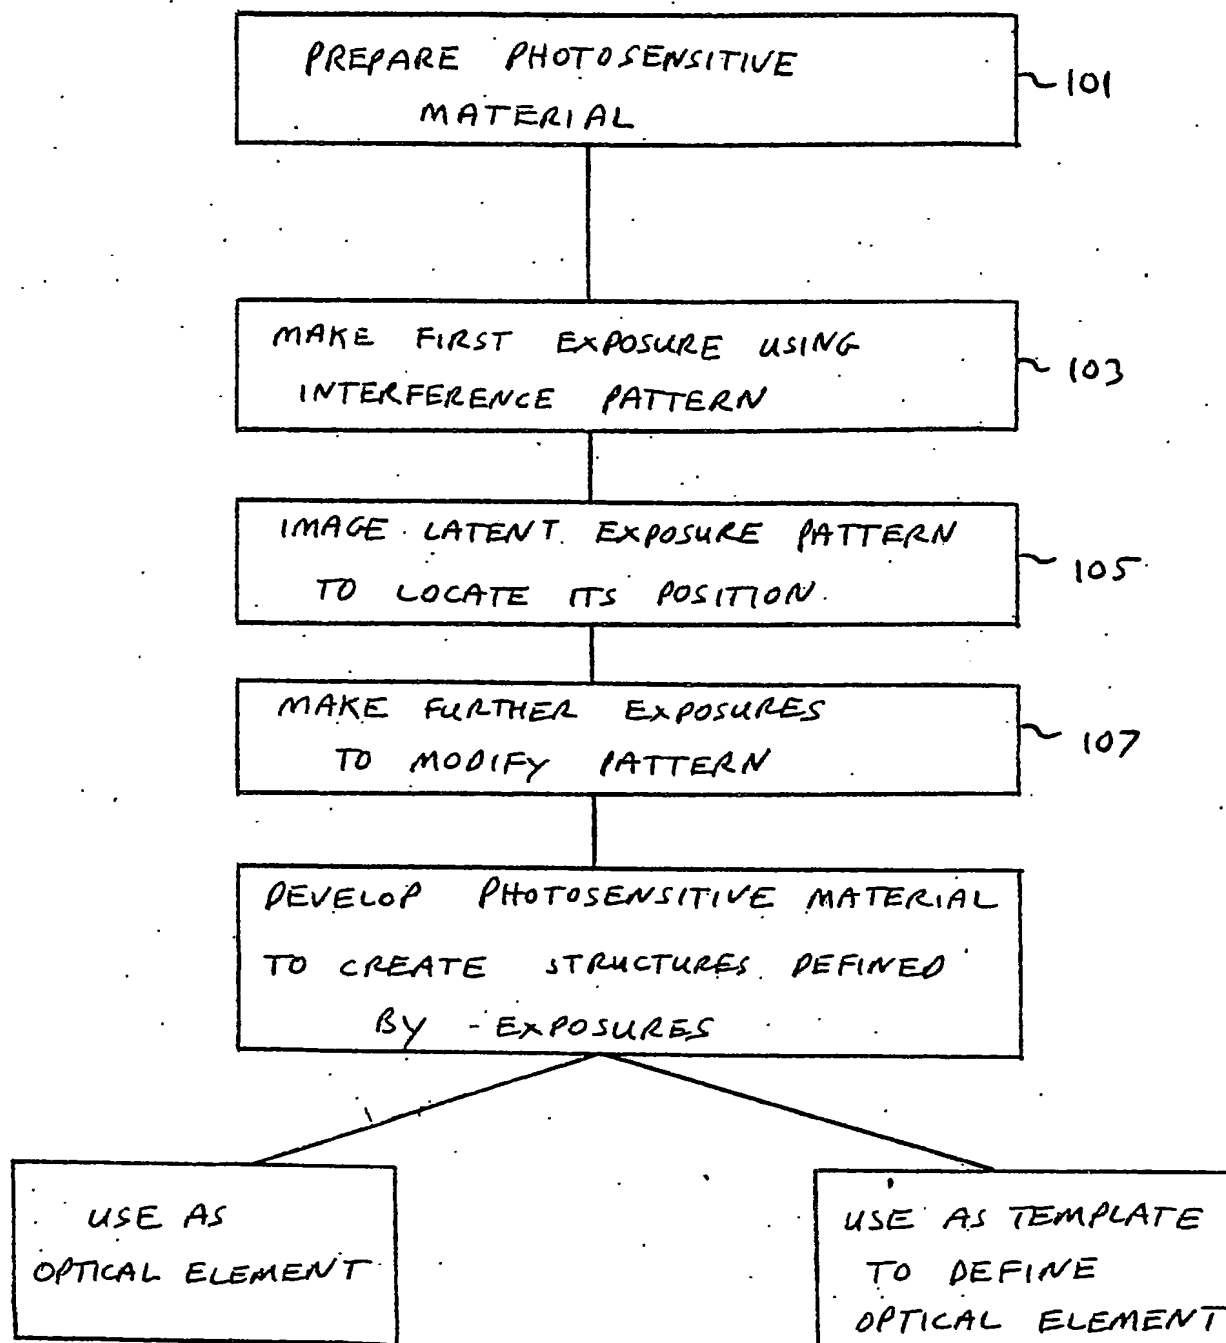 PREPARE PHOTOSENSITIVE
MATERIAL
~ 101
MAKE FIRST EXPOSURE USING
INTERFERENCE PATTERN
~ 103
IMAGE LATENT EXPOSURE PATTERN
TO LOCATE ITS POSITION
~ 105
MAKE FURTHER EXPOSURES
TO MODIFY PATTERN
~ 107
DEVELOP PHOTOSENSITIVE MATERIAL
TO CREATE STRUCTURES DEFINED
BY EXPOSURES
USE AS
OPTICAL ELEMENT
USE AS TEMPLATE
TO DEFINE
OPTICAL ELEMENT